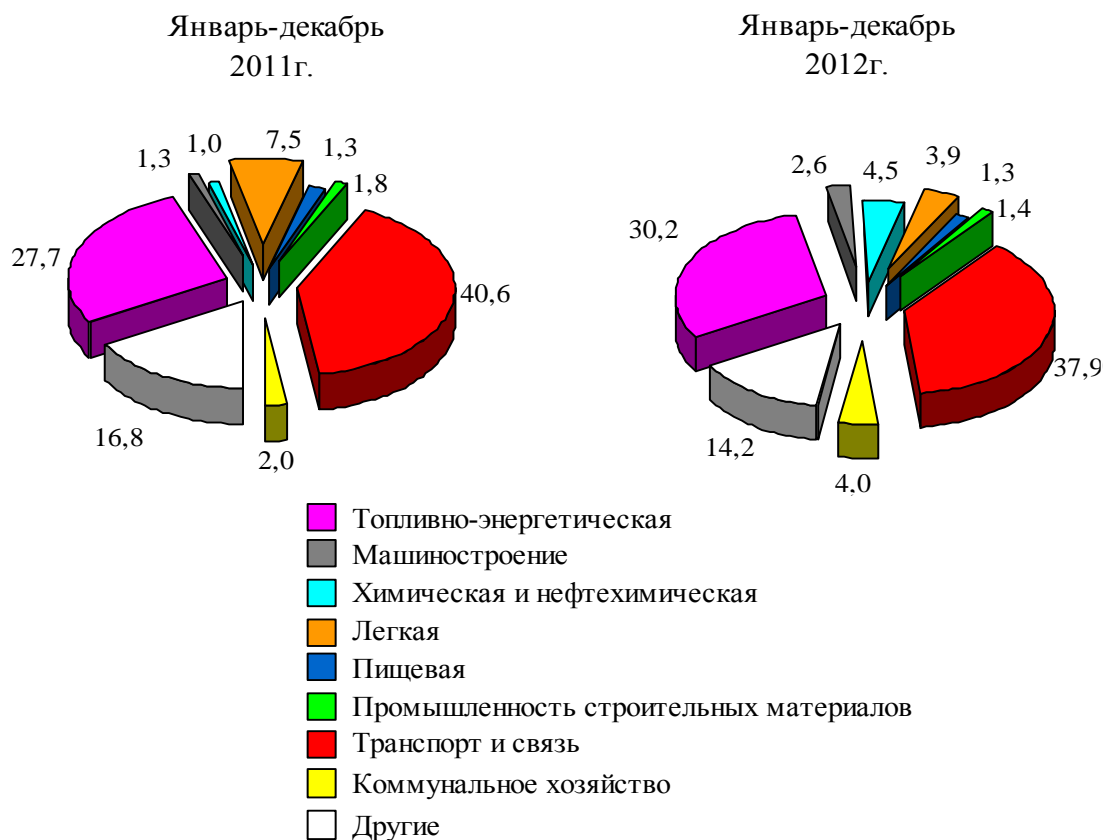 Январь-декабрь
2011г.
1,3
1,0
7,5
1,3
1,8
27,7
40,6
16,8
2,0
Январь-декабрь
2012г.
2,6
4,5
3,9
1,3
1,4
30,2
37,9
14,2
4,0
Топливно-энергетическая
Машиностроение
Химическая и нефтехимическая
Легкая
Пищевая
Промышленность строительных материалов
Транспорт и связь
Коммунальное хозяйство
Другие